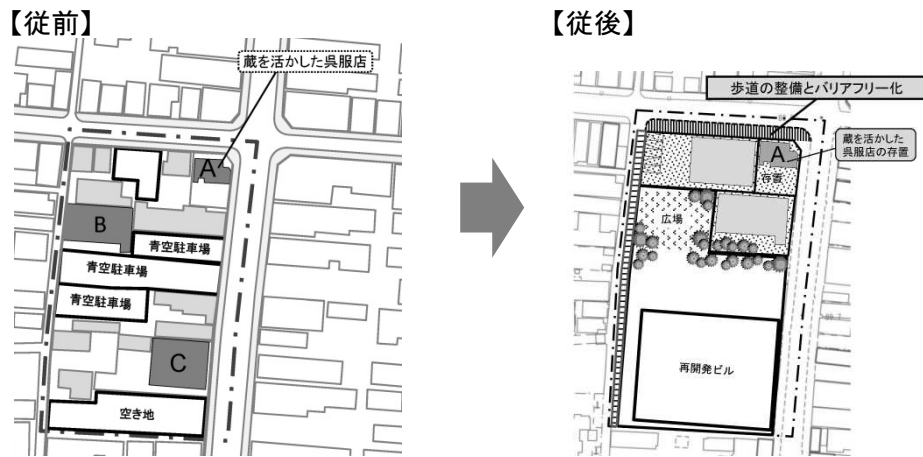 【従前】
蔵を活かした呉服店
A
B
青空駐車場
青空駐車場
青空駐車場
C
空き地
【従後】
歩道の整備とバリアフリー化
A
存置
蔵を活かした
呉服店の存置
広場
再開発ビル